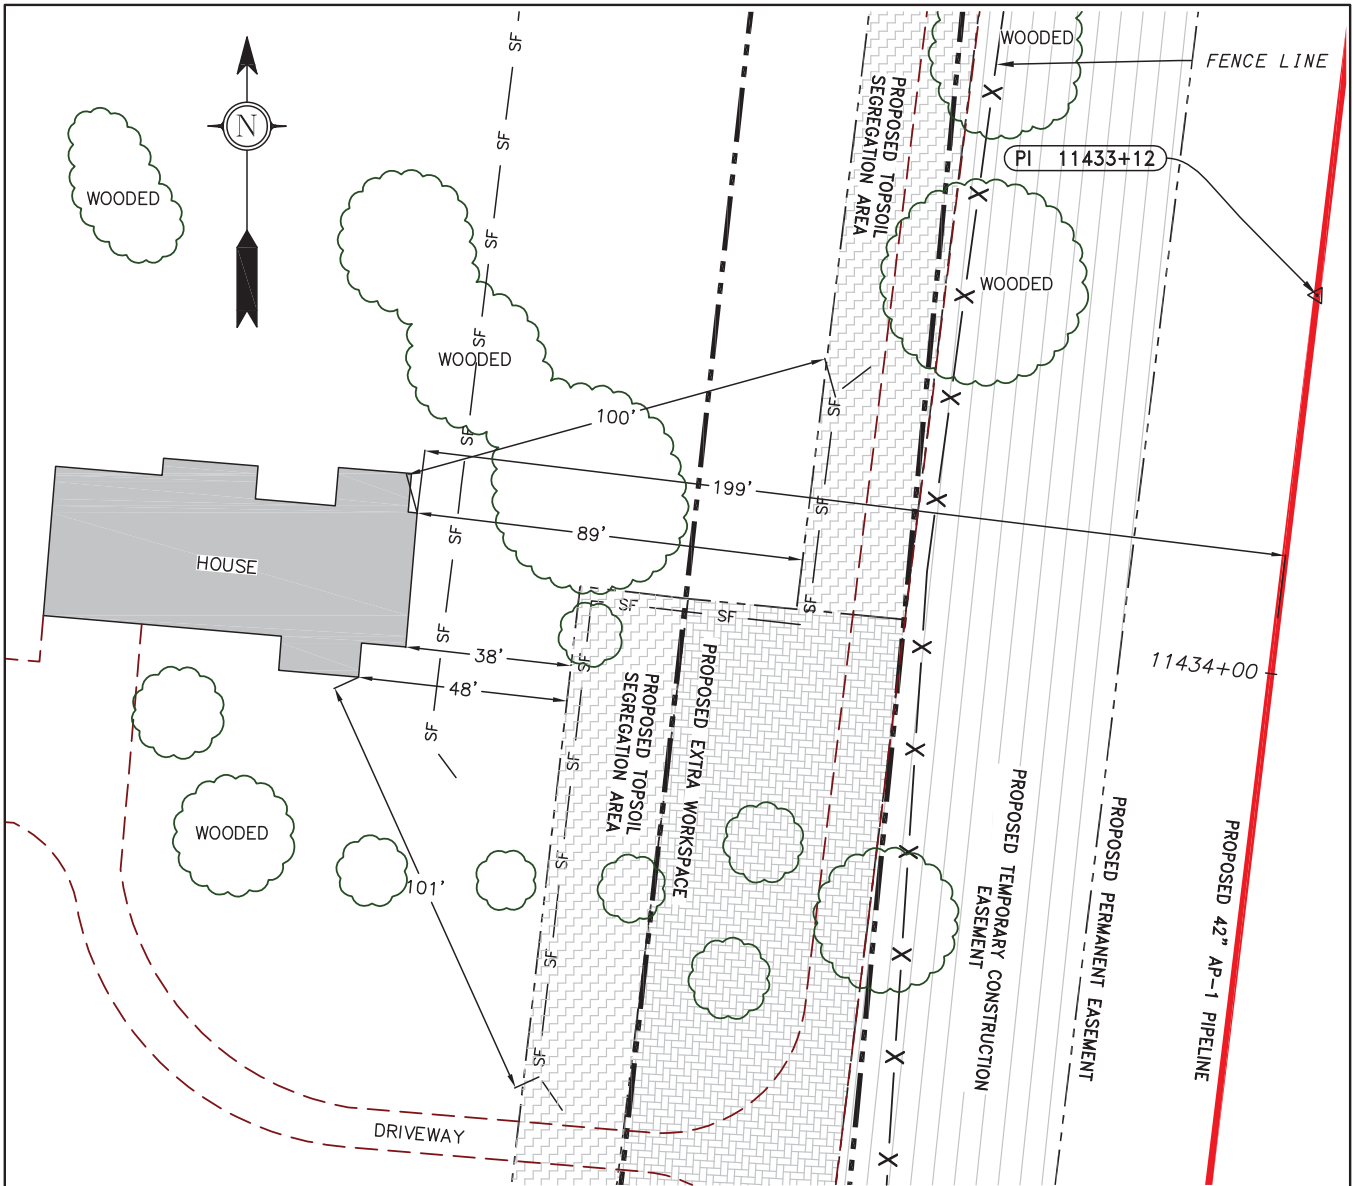 SF
WOODED
FENCE LINE
N
PROPOSED TOPSOIL
SEGREGATION AREA
SF
PI 11433+12
WOODED
SF
WOODED
SF
WOODED
SF
SF
100'
SF
199'
SF
SF
89'
HOUSE
SF
SF
SF
SF
38'
SF
11434+00
48'
SF
PROPOSED TOPSOIL
SEGREGATION AREA
PROPOSED EXTRA WORKSPACE
SF
PROPOSED TEMPORARY CONSTRUCTION
EASEMENT
PROPOSED PERMANENT EASEMENT
PROPOSED 42" AP-1 PIPELINE
WOODED
SF
101'
SF
SF
DRIVEWAY